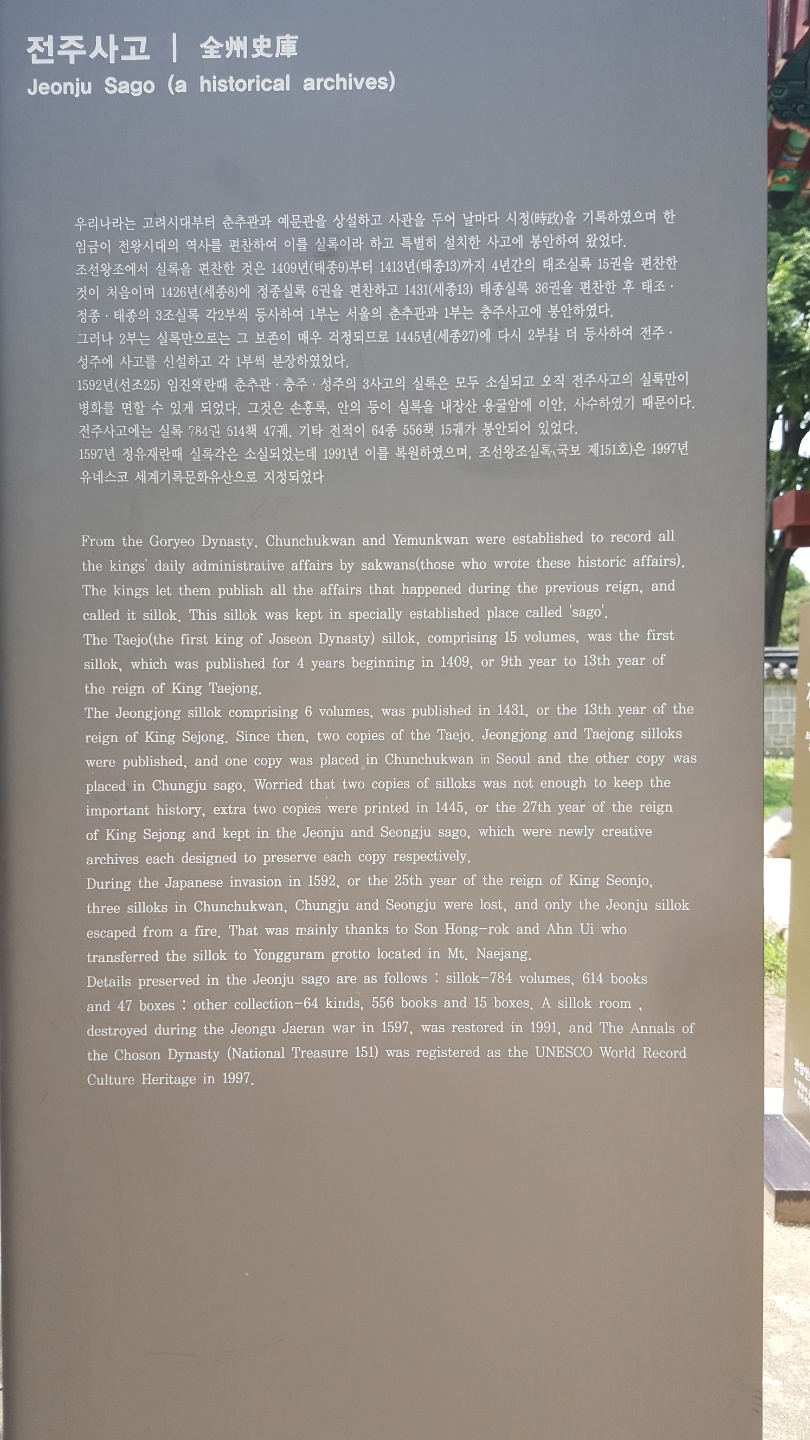 전주사고 | 全州史庫
Jeonju Sago (a historical archives)
우리나라는 고려시대부터 춘추관과 예문관을 상설하고 사관을 두어 날마다 시정(時政)을 기록하였으며 한
임금이 전왕시대의 역사를 편찬하여 이를 실록이라 하고 특별히 설치한 사고에 봉안하여 왔었다.
조선왕조에서 실록을 편찬한 것은 1409년(태종9)부터 1413년(태종13)까지 4년간의 태조실록 15권을 편찬한
것이 처음이며 1426년(세종8)에 정종실록 6권을 편찬하고 1431(세종13) 태종실록 36권을 편찬한 후 태조 ·
정종 · 태종의 3조실록 각2부씩 등사하여 1부는 서울의 춘추관과 1부는 충주사고에 봉안하였다.
그러나 2부는 실록만으로는 그 보존이 매우 걱정되므로 1445년(세종27)에 다시 2부를 더 등사하여 전주 ·
성주에 사고를 신설하고 각 1부씩 분장하였었다.
1592년(선조25) 임진왜란때 춘추관 · 충주 · 성주의 3사고의 실록은 모두 소실되고 오직 전주사고의 실록만이
병화를 면할 수 있게 되었다. 그것은 손홍록, 안의 등이 실록을 내장산 용굴암에 이안, 사수하였기 때문이다.
전주사고에는 실록 784권 614책 47궤, 기타 전적이 64종 556책 15궤가 봉안되어 있었다.
1597년 정유재란때 실록각은 소실되었는데 1991년 이를 복원하였으며, 조선왕조실록(국보 제151호)은 1997년
유네스코 세계기록문화유산으로 지정되었다
From the Goryeo Dynasty, Chunchukwan and Yemunkwan were established to record all
the kings' daily administrative affairs by sakwans(those who wrote these historic affairs).
The kings let them publish all the affairs that happened during the previous reign, and
called it sillok. This sillok was kept in specially established place called 'sago'.
The Taejo(the first king of Joseon Dynasty) sillok, comprising 15 volumes, was the first
sillok, which was published for 4 years beginning in 1409, or 9th year to 13th year of
the reign of King Taejong.
The Jeongjong sillok comprising 6 volumes, was published in 1431, or the 13th year of the
reign of King Sejong. Since then, two copies of the Taejo, Jeongjong and Taejong silloks
were published, and one copy was placed in Chunchukwan in Seoul and the other copy was
placed in Chungju sago. Worried that two copies of silloks was not enough to keep the
important history, extra two copies were printed in 1445, or the 27th year of the reign
of King Sejong and kept in the Jeonju and Seongju sago, which were newly creative
archives each designed to preserve each copy respectively.
During the Japanese invasion in 1592, or the 25th year of the reign of King Seonjo,
three silloks in Chunchukwan, Chungju and Seongju were lost, and only the Jeonju sillok
escaped from a fire. That was mainly thanks to Son Hong-rok and Ahn Ui who
transferred the sillok to Yongguram grotto located in Mt. Naejang.
Details preserved in the Jeonju sago are as follows : sillok-784 volumes, 614 books
and 47 boxes : other collection-64 kinds, 556 books and 15 boxes. A sillok room ,
destroyed during the Jeongu Jaeran war in 1597, was restored in 1991, and The Annals of
the Choson Dynasty (National Treasure 151) was registered as the UNESCO World Record
Culture Heritage in 1997.